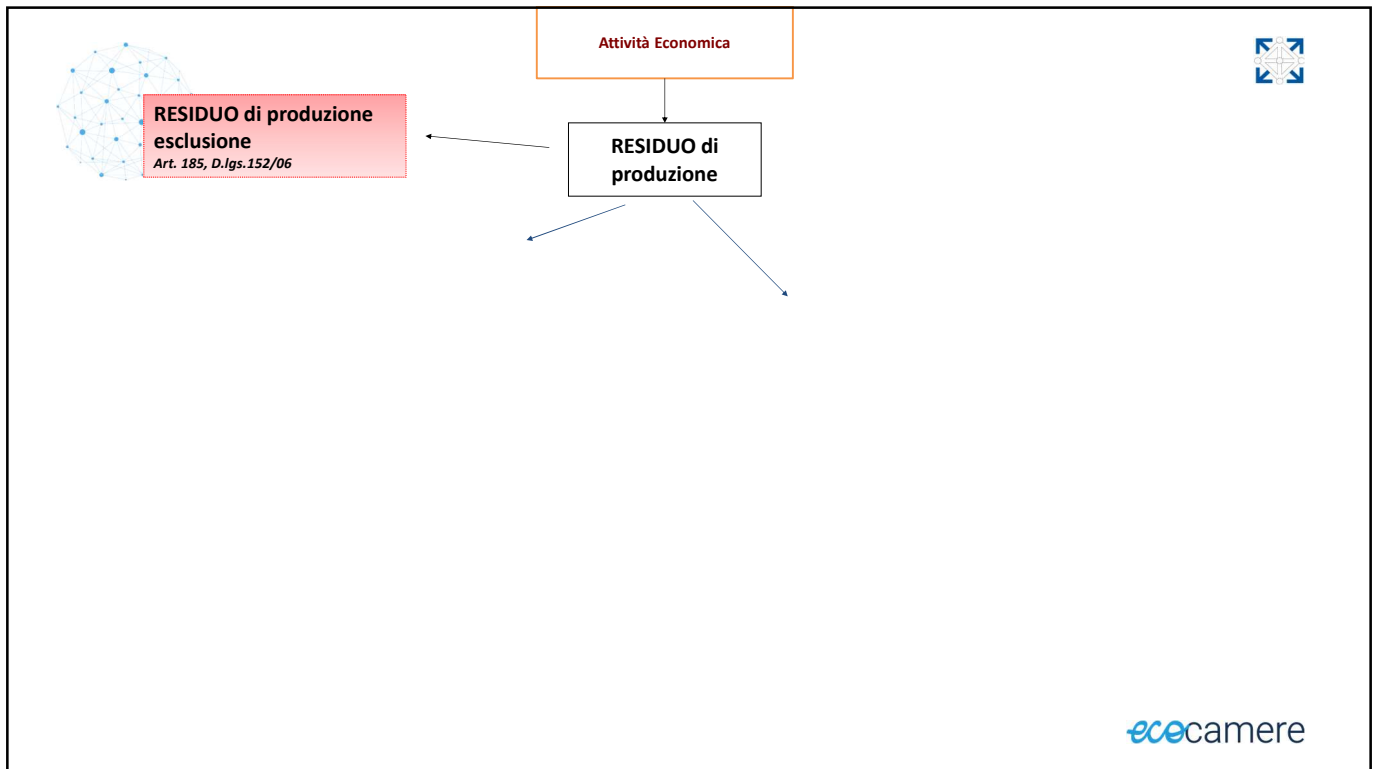 Attività Economica
RESIDUO di produzione
esclusione
Art. 185, D.lgs.152/06
RESIDUO di
produzione
ecocamere